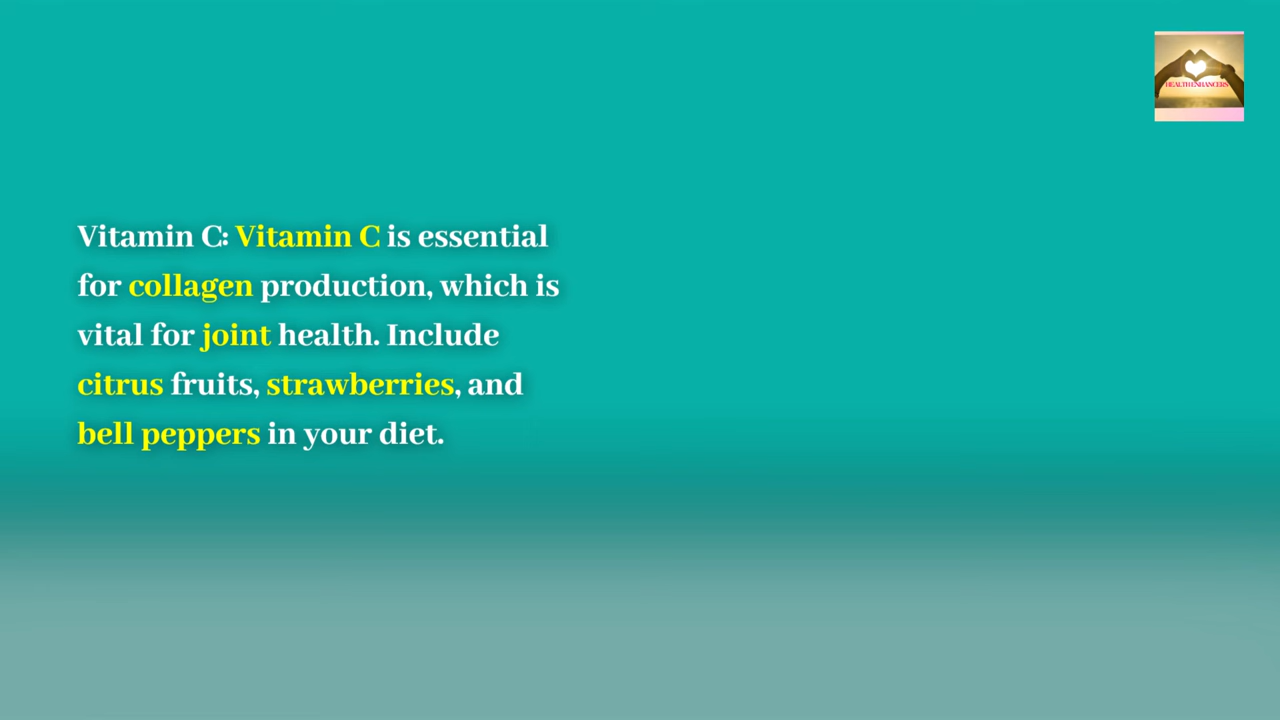 HEALTH ENHANCERS
Vitamin C: Vitamin C is essential
for collagen production, which is
vital for joint health. Include
citrus fruits, strawberries, and
bell peppers in your diet.